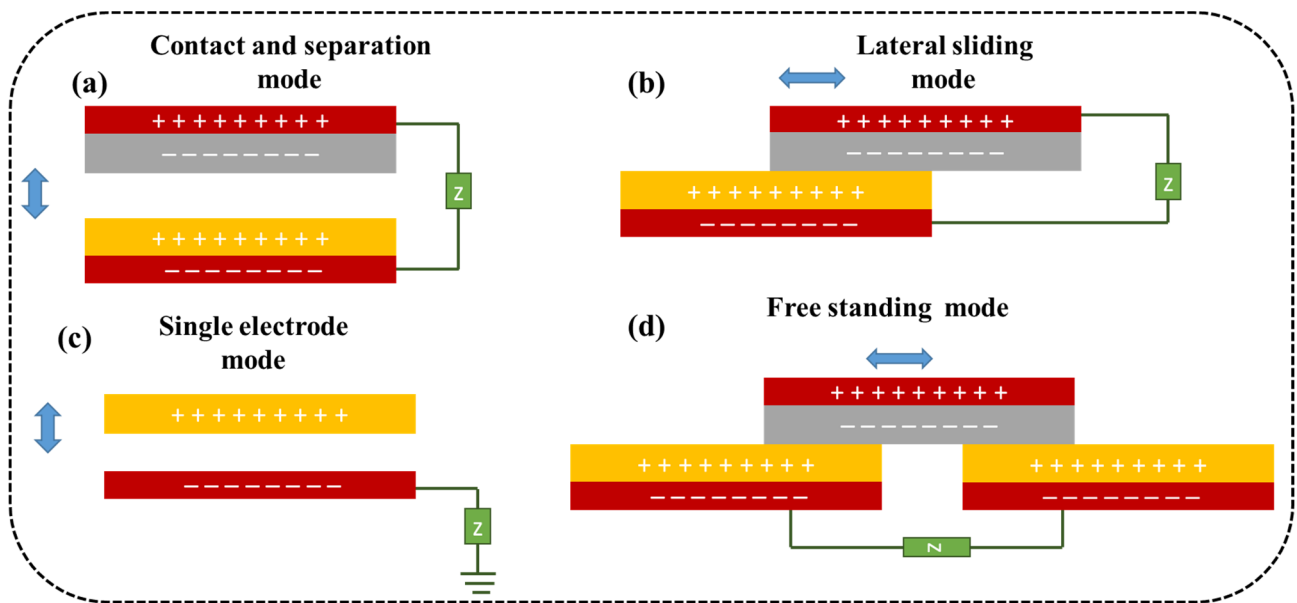 Contact and separation
mode
(a)
+ + + + + + + + +
− − − − − − − −
Z
+ + + + + + + + +
− − − − − − − −
Lateral sliding
mode
(b)
+ + + + + + + + +
− − − − − − − −
Z
+ + + + + + + + +
− − − − − − − −
Single electrode
mode
(c)
+ + + + + + + + +
− − − − − − − −
Z
Free standing mode
(d)
+ + + + + + + + +
− − − − − − − −
+ + + + + + + + +
+ + + + + + + + +
− − − − − − − −
− − − − − − − −
Z